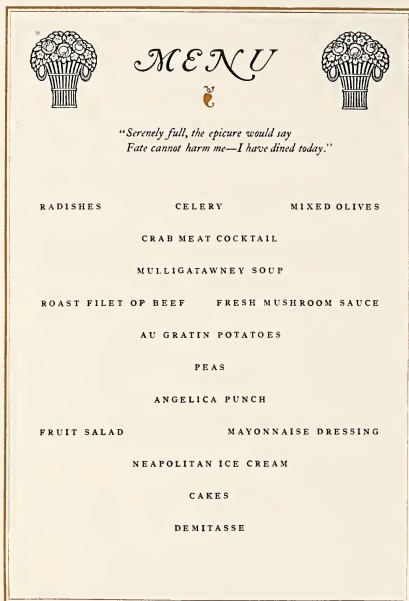 MENU
"Serenely full, the epicure would say
Fate cannot harm me—I have dined today."
RADISHES CELERY MIXED OLIVES
CRAB MEAT COCKTAIL
MULLIGATAWNEY SOUP
ROAST FILET OF BEEF FRESH MUSHROOM SAUCE
AU GRATIN POTATOES
PEAS
ANGELICA PUNCH
FRUIT SALAD MAYONNAISE DRESSING
NEAPOLITAN ICE CREAM
CAKES
DEMITASSE